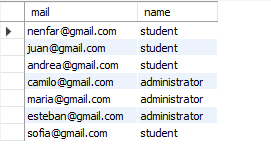 mail name
nenfar@gmail.com student
juan@gmail.com student
andrea@gmail.com student
camilo@gmail.com administrator
maria@gmail.com administrator
esteban@gmail.com administrator
sofia@gmail.com student